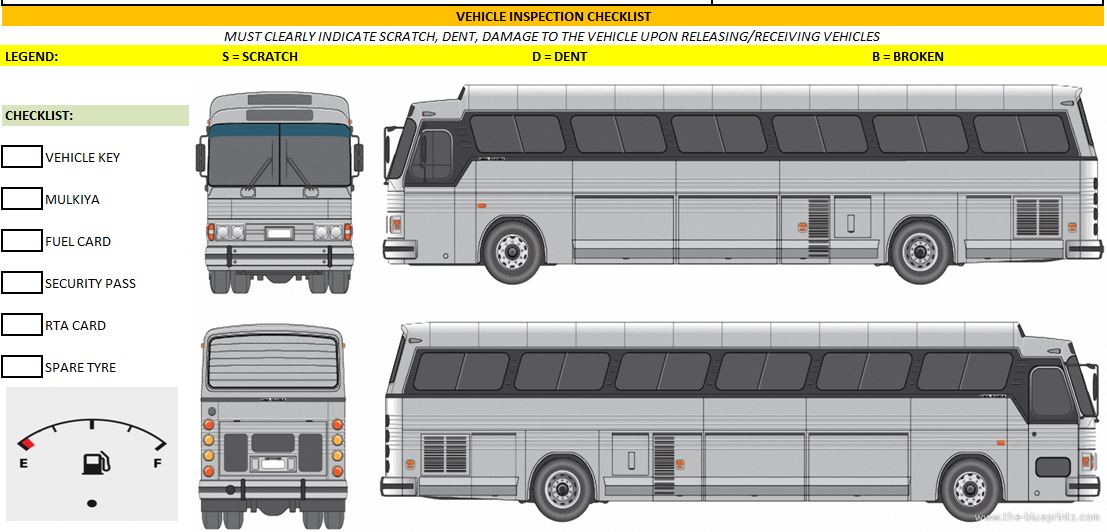 VEHICLE INSPECTION CHECKLIST
MUST CLEARLY INDICATE SCRATCH, DENT, DAMAGE TO THE VEHICLE UPON RELEASING/RECEIVING VEHICLES
LEGEND: S = SCRATCH D = DENT B = BROKEN
CHECKLIST:
VEHICLE KEY
MULKIYA
FUEL CARD
SECURITY PASS
RTA CARD
SPARE TYRE
E F
www.the-blueprints.com